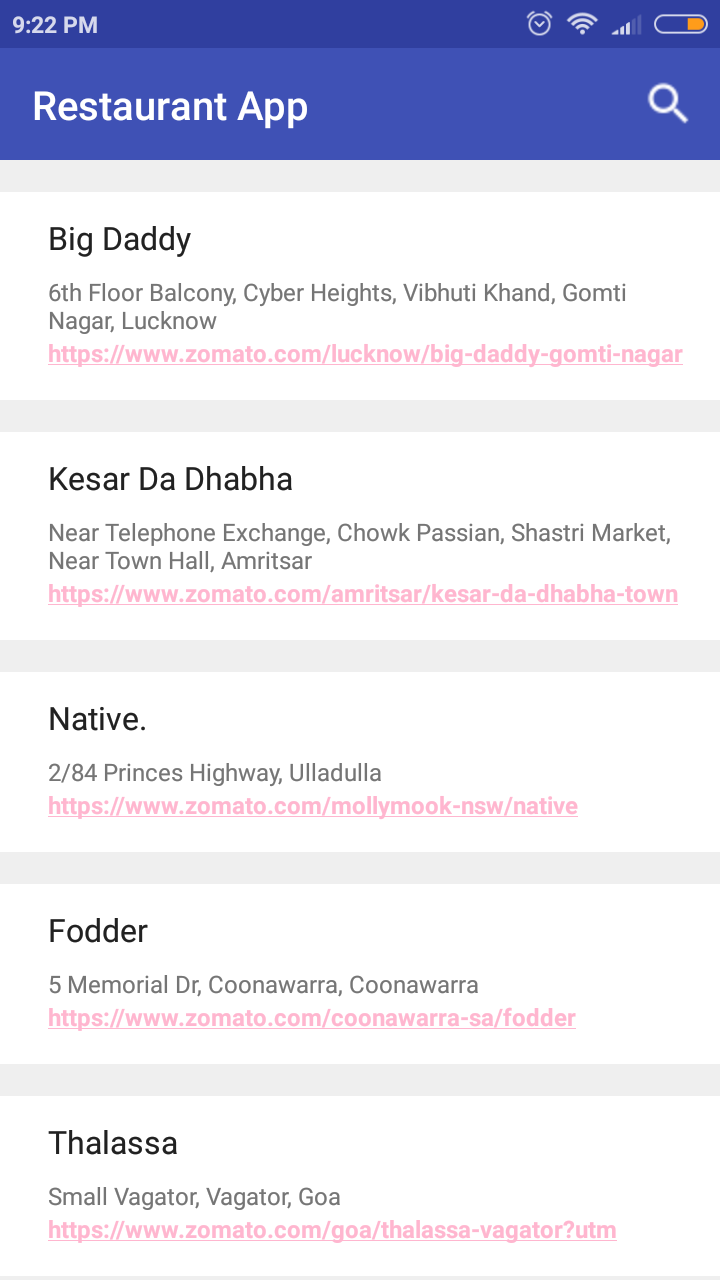 9:22 PM
Restaurant App
Big Daddy
6th Floor Balcony, Cyber Heights, Vibhuti Khand, Gomti
Nagar, Lucknow
https://www.zomato.com/lucknow/big-daddy-gomti-nagar
Kesar Da Dhabha
Near Telephone Exchange, Chowk Passian, Shastri Market,
Near Town Hall, Amritsar
https://www.zomato.com/amritsar/kesar-da-dhabha-town
Native.
2/84 Princes Highway, Ulladulla
https://www.zomato.com/mollymook-nsw/native
Fodder
5 Memorial Dr, Coonawarra, Coonawarra
https://www.zomato.com/coonawarra-sa/fodder
Thalassa
Small Vagator, Vagator, Goa
https://www.zomato.com/goa/thalassa-vagator?utm